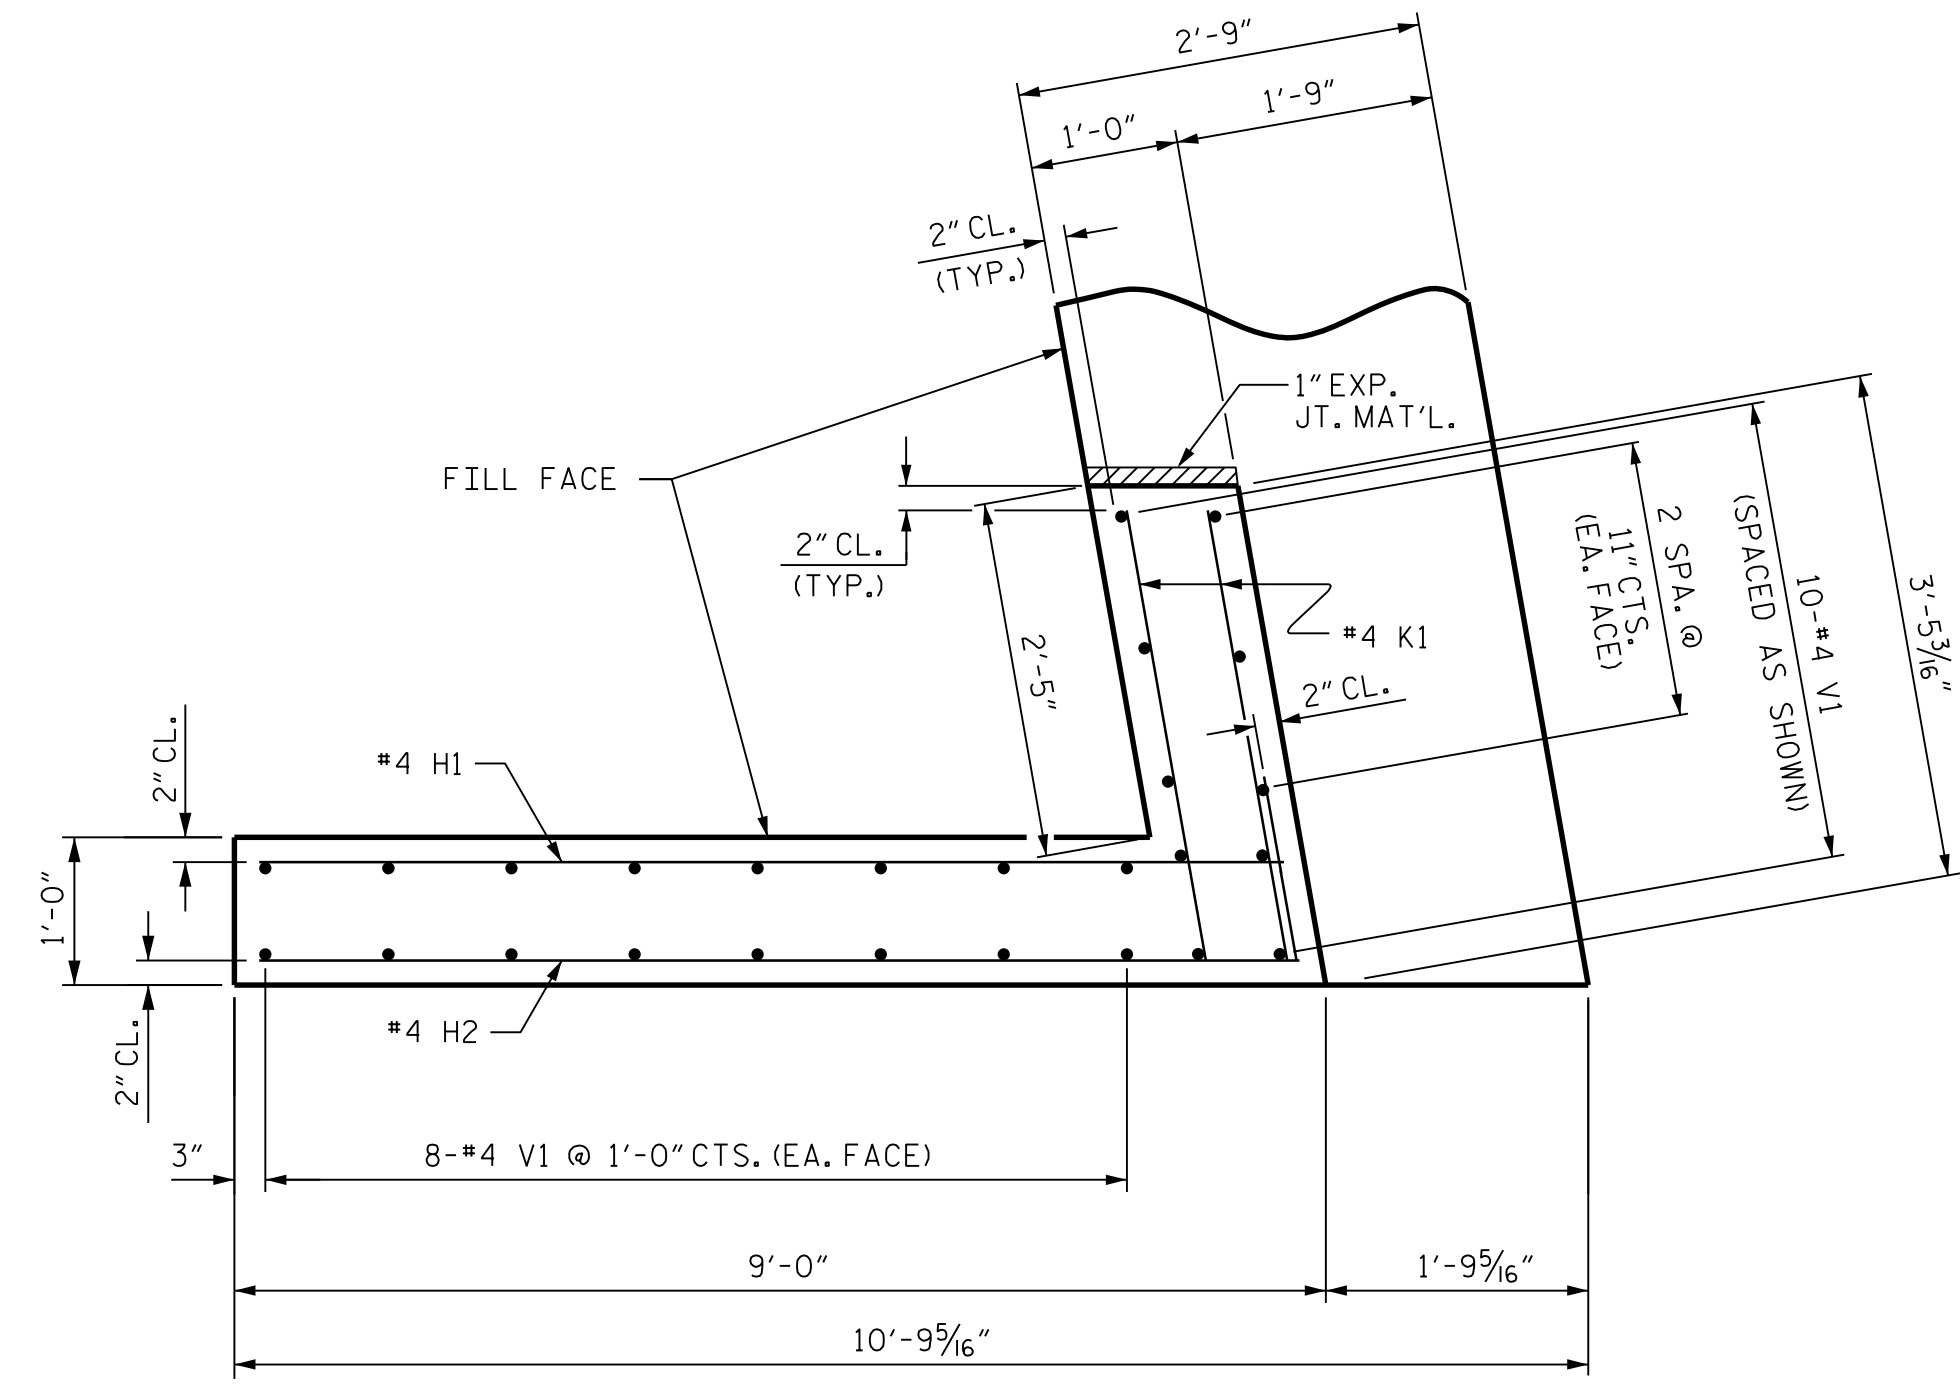 2'-9"
1'-0"
1'-9"
2" CL.
(TYP.)
1" EXP.
JT. MAT'L.
FILL FACE
2" CL.
(TYP.)
2'-5"
#4 K1
2" CL.
2 SPA. @
11" CTS.
(EA. FACE)
10-#4 V1
(SPACED AS SHOWN)
3'-5 3/16"
2" CL.
#4 H1
1'-0"
#4 H2
2" CL.
3"
8-#4 V1 @ 1'-0" CTS. (EA. FACE)
9'-0"
1'-9 5/16"
10'-9 5/16"